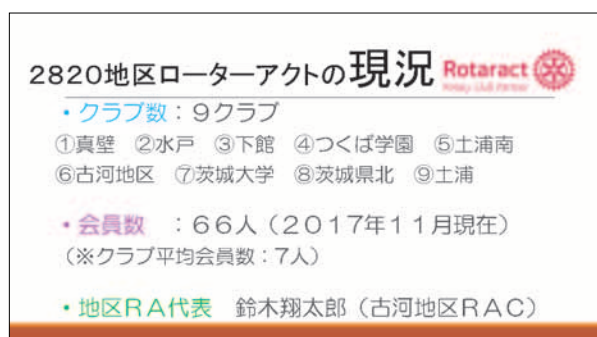 2820地区ローターアクトの現況 Rotaract
Rotary Club Partner
・クラブ数：9クラブ
①真壁 ②水戸 ③下館 ④つくば学園 ⑤土浦南
⑥古河地区 ⑦茨城大学 ⑧茨城県北 ⑨土浦
・会員数 ：66人（2017年11月現在）
（※クラブ平均会員数：7人）
・地区RA代表 鈴木翔太郎（古河地区RAC）